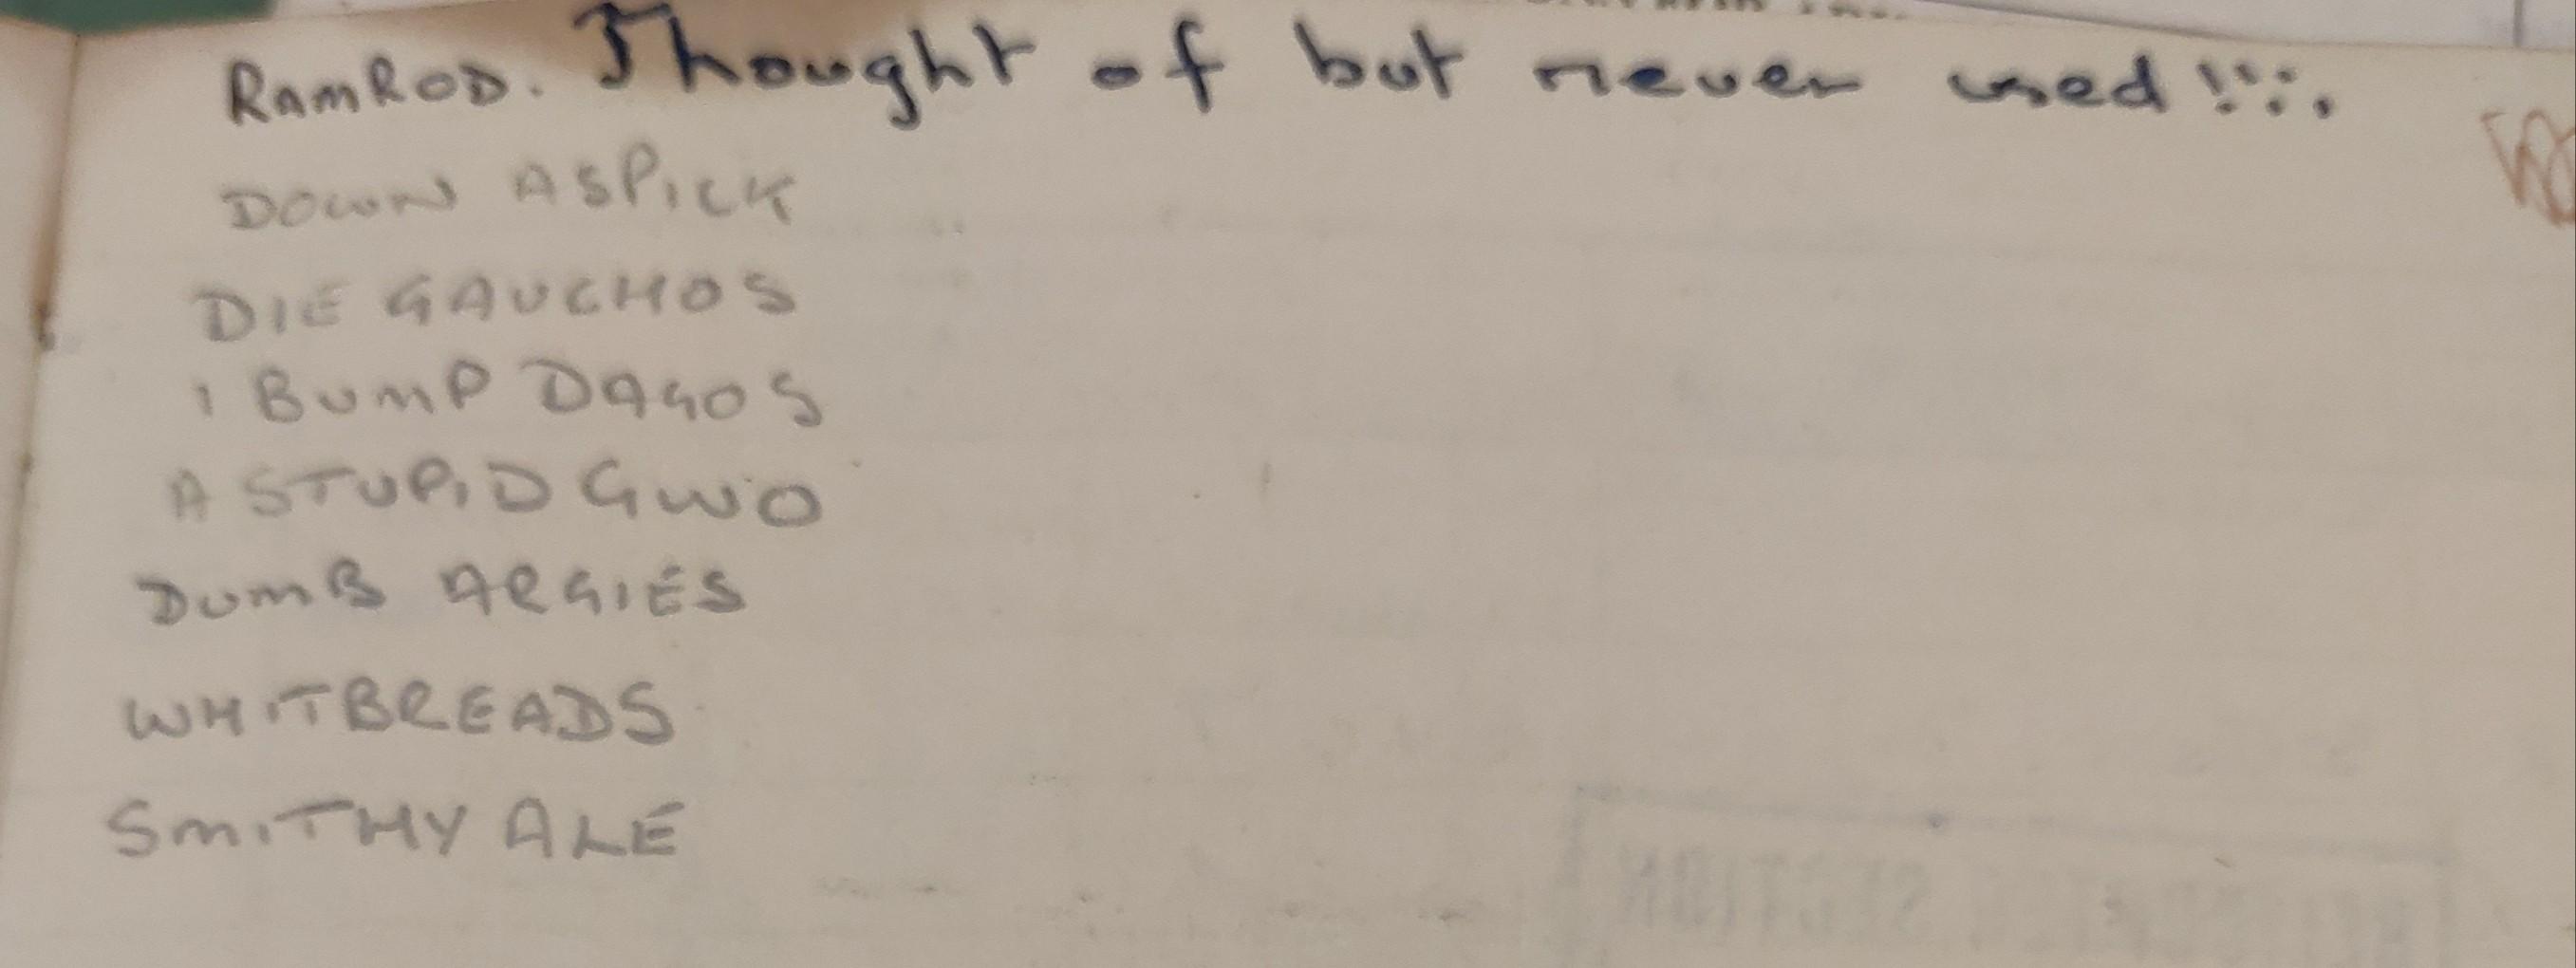 RamROD. Thought of but never used !!!.
DOWN ASPICK
DIE GAUCHOS
I BUMP DAGOS
A STUPID GWO
DUMB ARGIES
WHITBREADS
SMITHY ALE